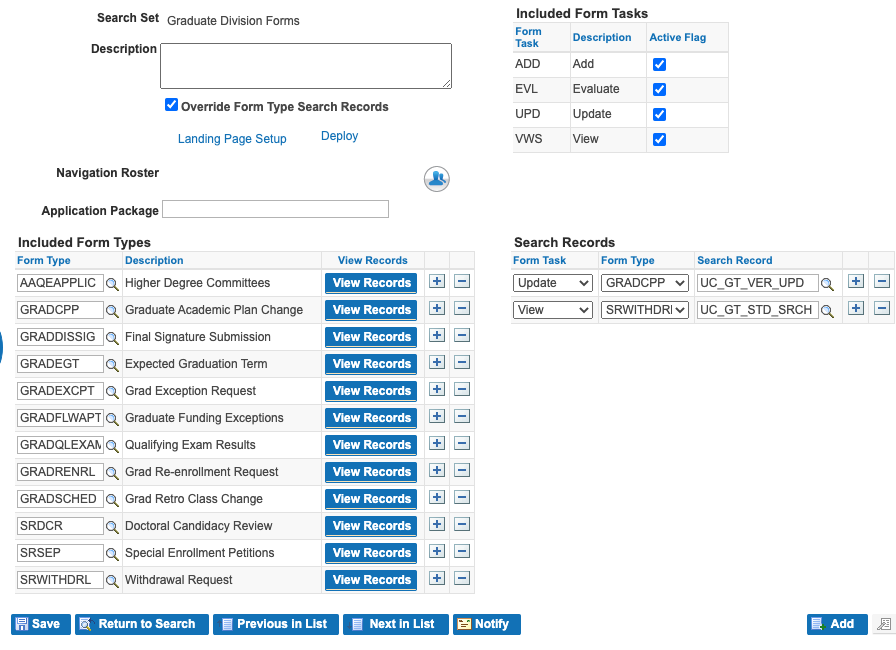 Search Set Graduate Division Forms
Description
Override Form Type Search Records
Landing Page Setup Deploy
Navigation Roster
Application Package
Included Form Tasks
Form Task Description Active Flag
ADD Add
EVL Evaluate
UPD Update
VWS View
Included Form Types
Form Type Description View Records
AAQEAPPLIC Higher Degree Committees View Records
GRADCPP Graduate Academic Plan Change View Records
GRADDISSIG Final Signature Submission View Records
GRADEGT Expected Graduation Term View Records
GRADEXCPT Grad Exception Request View Records
GRADFLWAPT Graduate Funding Exceptions View Records
GRADQLEXAM Qualifying Exam Results View Records
GRADRENRL Grad Re-enrollment Request View Records
GRADSCHED Grad Retro Class Change View Records
SRDCR Doctoral Candidacy Review View Records
SRSEP Special Enrollment Petitions View Records
SRWITHDRL Withdrawal Request View Records
Search Records
Form Task Form Type Search Record
Update GRADCPP UC_GT_VER_UPD
View SRWITHDRL UC_GT_STD_SRCH
Save Return to Search Previous in List Next in List Notify Add